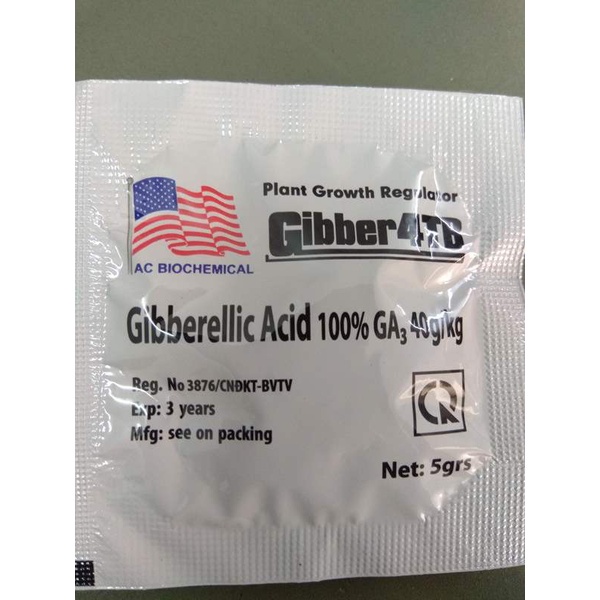 Plant Growth Regulator
Gibber4TB
AC BIOCHEMICAL
Gibberellic Acid 100% GA₃ 40g/kg
Reg. No 3876/CNĐKT-BVTV
Exp: 3 years
Mfg: see on packing
CR
Net: 5grs